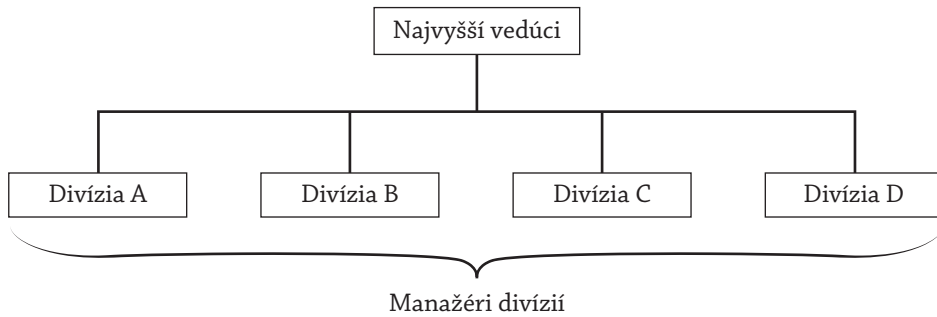 Najvyšší vedúci
Divízia A
Divízia B
Divízia C
Divízia D
Manažéri divízií